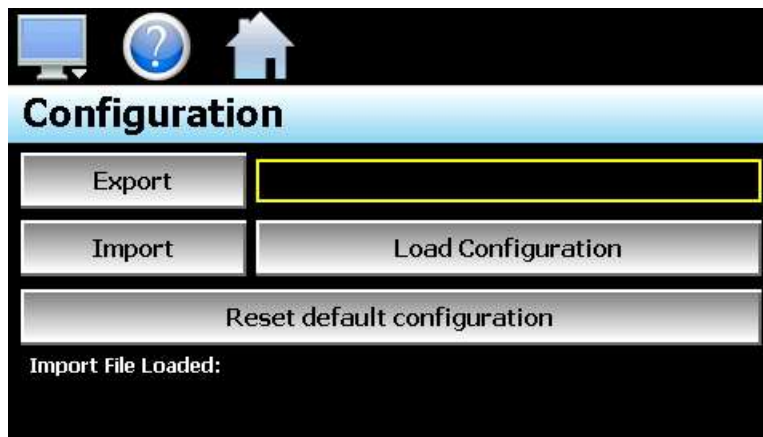 Configuration
Export
Import
Load Configuration
Reset default configuration
Import File Loaded: